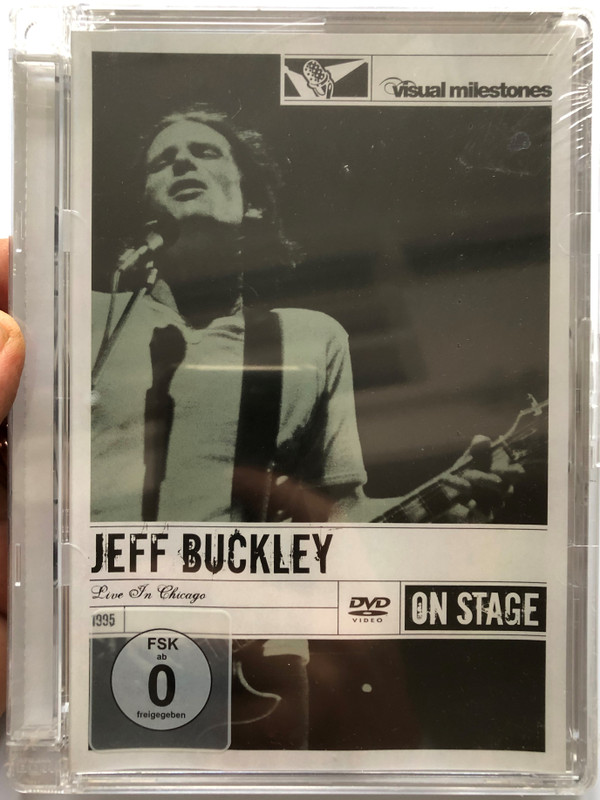 visual milestones
JEFF BUCKLEY
Live In Chicago
DVD
VIDEO
ON STAGE
1995
FSK
ab
0
freigegeben